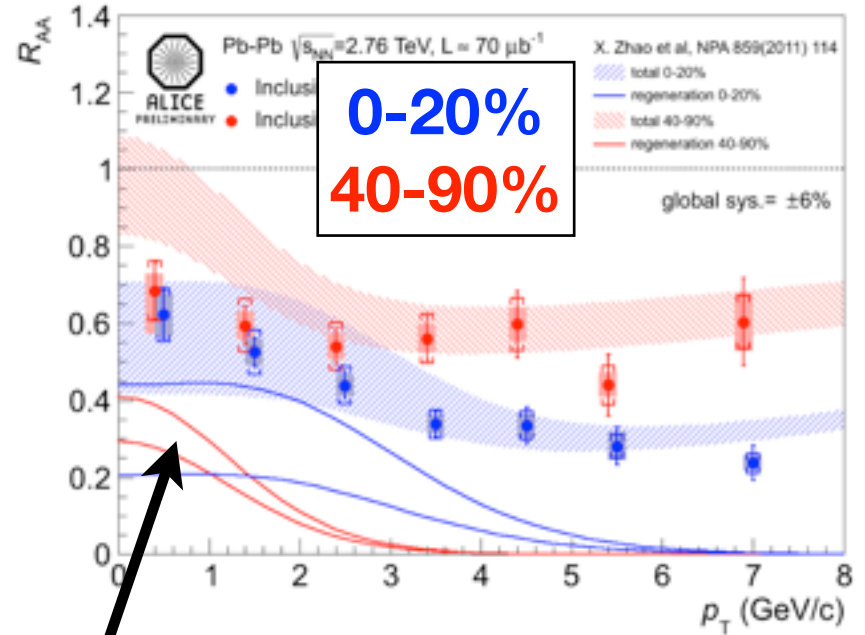 1.4
R_AA
Pb-Pb √s_NN=2.76 TeV, L ≈ 70 μb⁻¹
X. Zhao et al, NPA 859(2011) 114
total 0-20%
regeneration 0-20%
total 40-90%
regeneration 40-90%
ALICE
PRELIMINARY
Inclusi
Inclusi
0-20%
40-90%
global sys.= ±6%
1.2
1
0.8
0.6
0.4
0.2
0
0 1 2 3 4 5 6 7 8
p_T (GeV/c)